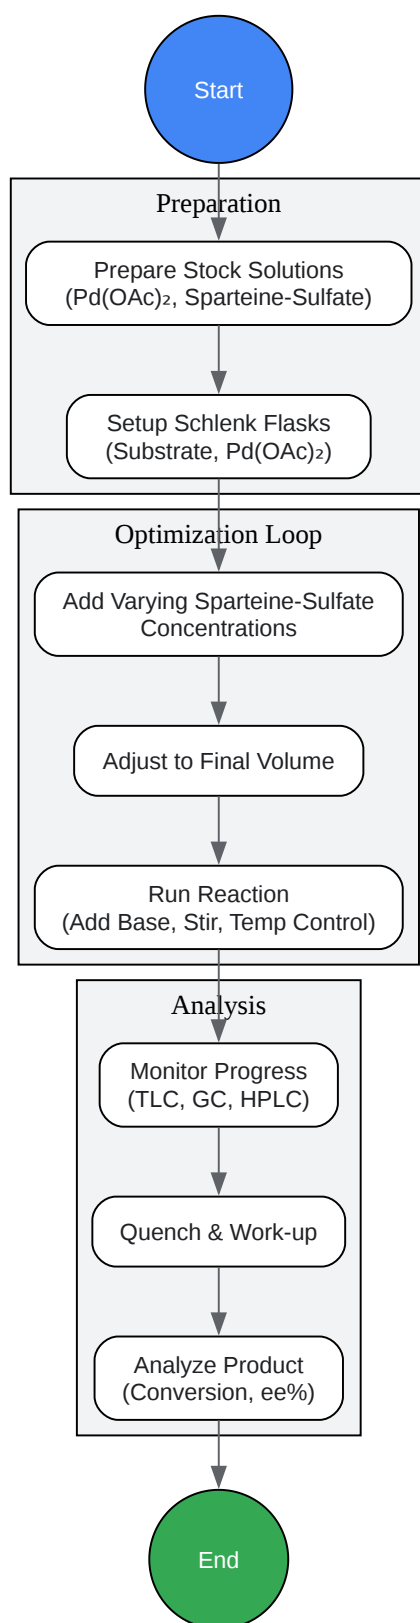 Start
Preparation
Prepare Stock Solutions
(Pd(OAc)₂, Sparteine-Sulfate)
Setup Schlenk Flasks
(Substrate, Pd(OAc)₂)
Optimization Loop
Add Varying Sparteine-Sulfate
Concentrations
Adjust to Final Volume
Run Reaction
(Add Base, Stir, Temp Control)
Analysis
Monitor Progress
(TLC, GC, HPLC)
Quench & Work-up
Analyze Product
(Conversion, ee%)
End